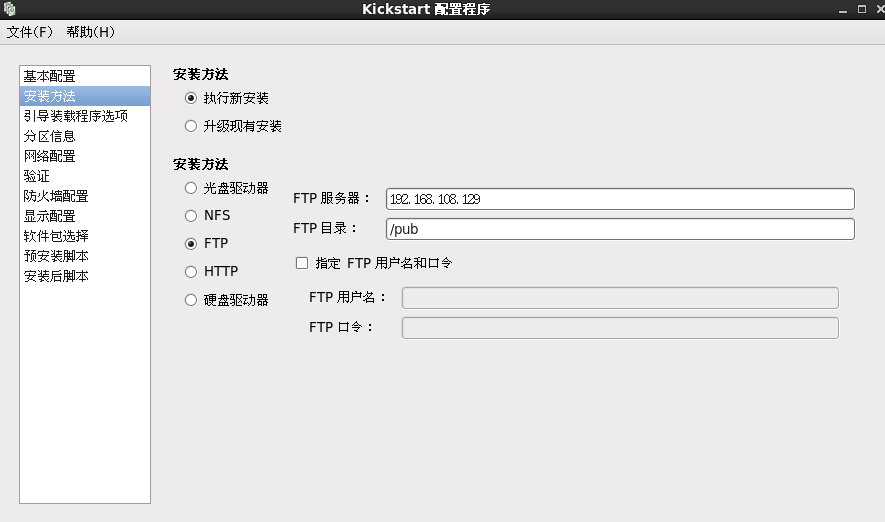 Kickstart 配置程序
文件(F) 帮助(H)
基本配置
安装方法
引导装载程序选项
分区信息
网络配置
验证
防火墙配置
显示配置
软件包选择
预安装脚本
安装后脚本
安装方法
执行新安装
升级现有安装
安装方法
光盘驱动器
NFS
FTP
HTTP
硬盘驱动器
FTP 服务器： 192.168.108.129
FTP 目录： /pub
指定 FTP 用户名和口令
FTP 用户名：
FTP 口令：